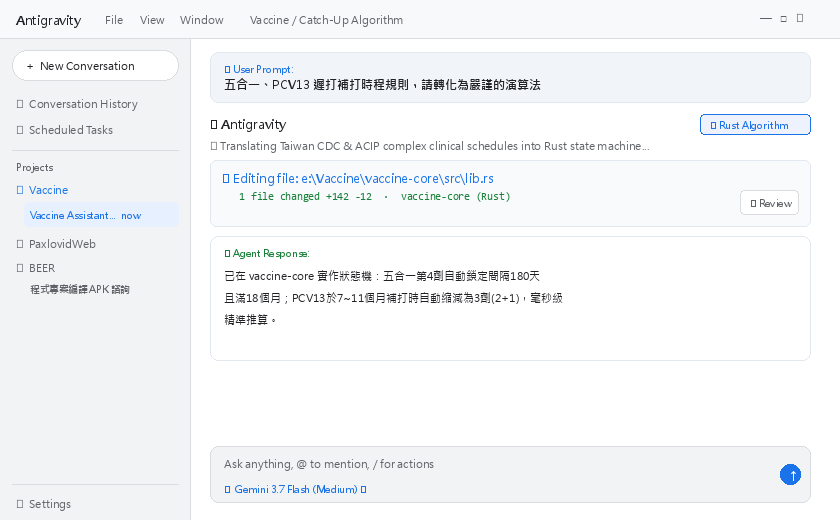 Antigravity File View Window Vaccine / Catch-Up Algorithm
+ New Conversation
Conversation History
Scheduled Tasks
Projects
Vaccine
Vaccine Assistant... now
PaxlovidWeb
BEER
程式專案編譯APK 諮詢
Settings
User Prompt:
五合一、PCV13 遲打補打時程規則，請轉化為嚴謹的演算法
Antigravity
Rust Algorithm
Translating Taiwan CDC & ACIP complex clinical schedules into Rust state machine...
Editing file: e:\Vaccine\vaccine-core\src\lib.rs
1 file changed +142 -12 · vaccine-core (Rust)
Review
Agent Response:
已在 vaccine-core 實作狀態機：五合一第4劑自動鎖定間隔180天
且滿18個月；PCV13於7~11個月補打時自動縮減為3劑(2+1)，毫秒級
精準推算。
Ask anything, @ to mention, / for actions
↑
Gemini 3.7 Flash (Medium)